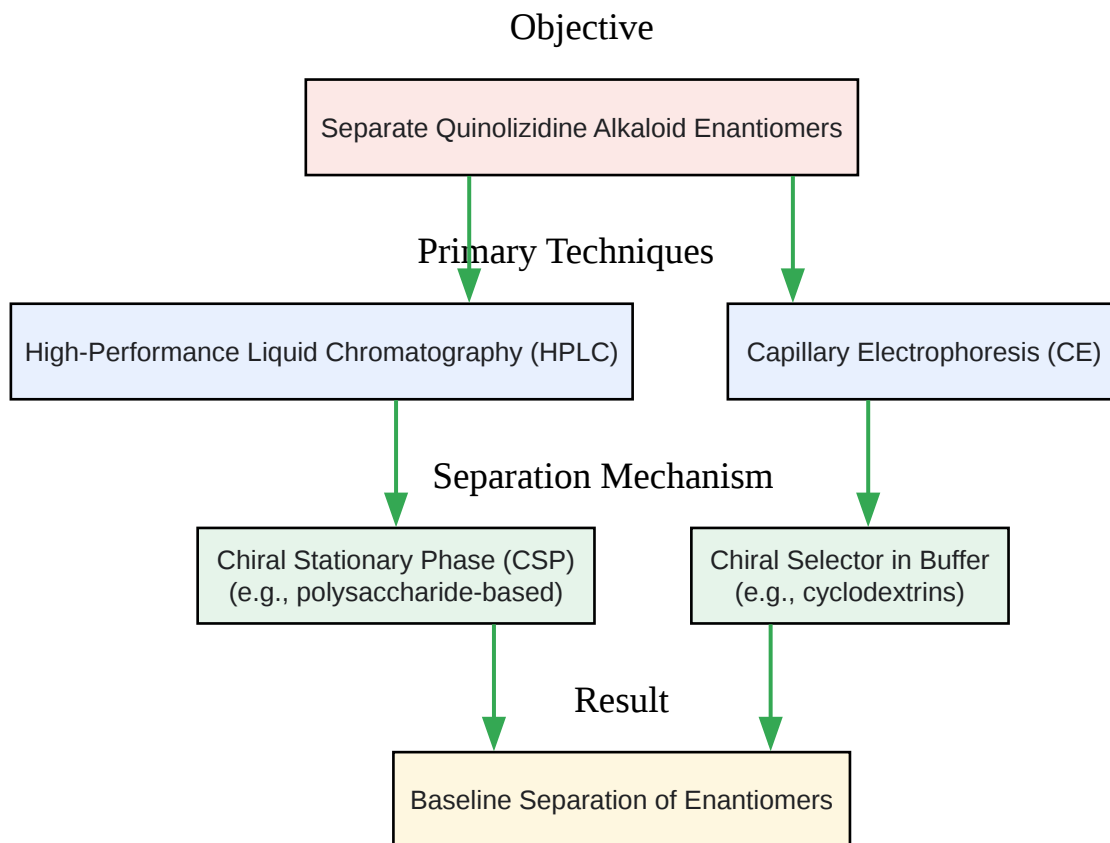 Objective
Separate Quinolizidine Alkaloid Enantiomers
Primary Techniques
High-Performance Liquid Chromatography (HPLC)
Capillary Electrophoresis (CE)
Separation Mechanism
Chiral Stationary Phase (CSP)
(e.g., polysaccharide-based)
Chiral Selector in Buffer
(e.g., cyclodextrins)
Result
Baseline Separation of Enantiomers